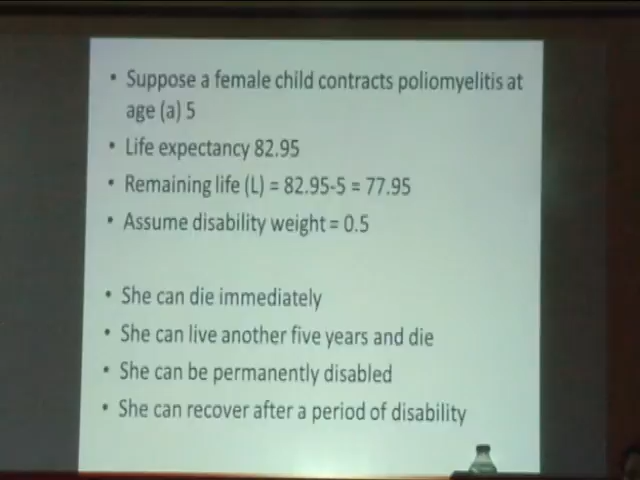 • Suppose a female child contracts poliomyelitis at
age (a) 5
• Life expectancy 82.95
• Remaining life (L) = 82.95-5 = 77.95
• Assume disability weight = 0.5
• She can die immediately
• She can live another five years and die
• She can be permanently disabled
• She can recover after a period of disability